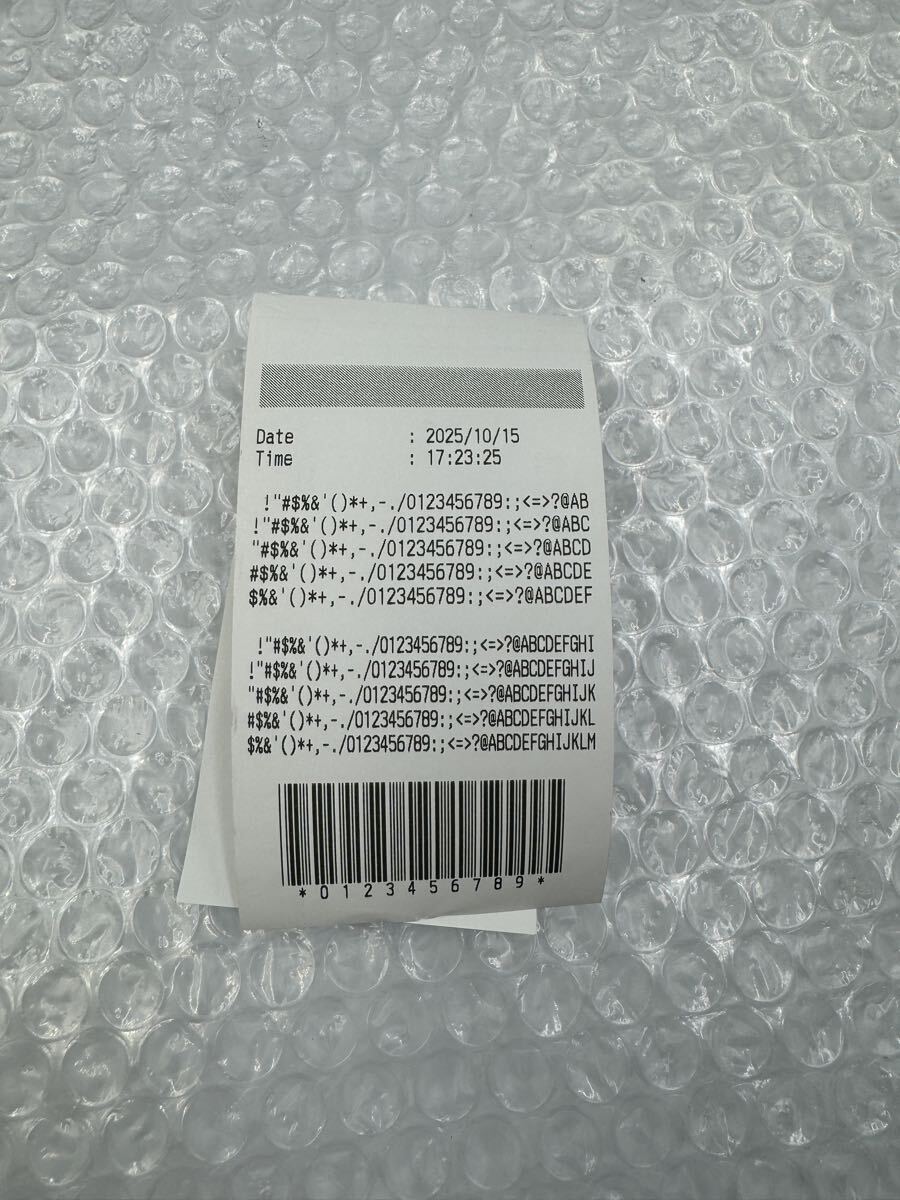 Date : 2025/10/15
Time : 17:23:25
!"#$%&'()*+,-./0123456789:;<=>?@AB
!"#$%&'()*+,-./0123456789:;<=>?@ABC
"#$%&'()*+,-./0123456789:;<=>?@ABCD
#$%&'()*+,-./0123456789:;<=>?@ABCDE
$%&'()*+,-./0123456789:;<=>?@ABCDEF
!"#$%&'()*+,-./0123456789:;<=>?@ABCDEFGHI
!"#$%&'()*+,-./0123456789:;<=>?@ABCDEFGHIJ
"#$%&'()*+,-./0123456789:;<=>?@ABCDEFGHIJK
#$%&'()*+,-./0123456789:;<=>?@ABCDEFGHIJKL
$%&'()*+,-./0123456789:;<=>?@ABCDEFGHIJKLM
*0123456789*